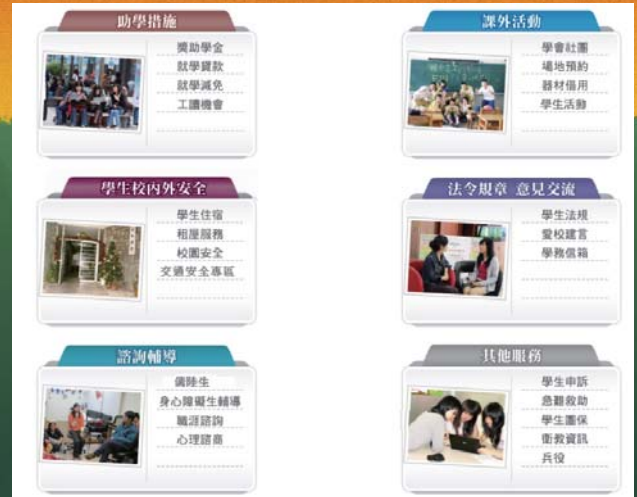 助學措施
獎助學金
就學貸款
就學減免
工讀機會
課外活動
學會社團
場地預約
器材借用
學生活動
學生校內外安全
學生住宿
租屋服務
校園安全
交通安全專區
法令規章 意見交流
學生法規
愛校建言
學務信箱
諮詢輔導
僑陸生
身心障礙生輔導
職涯諮詢
心理諮商
其他服務
學生申訴
急難救助
學生團保
衛教資訊
兵役